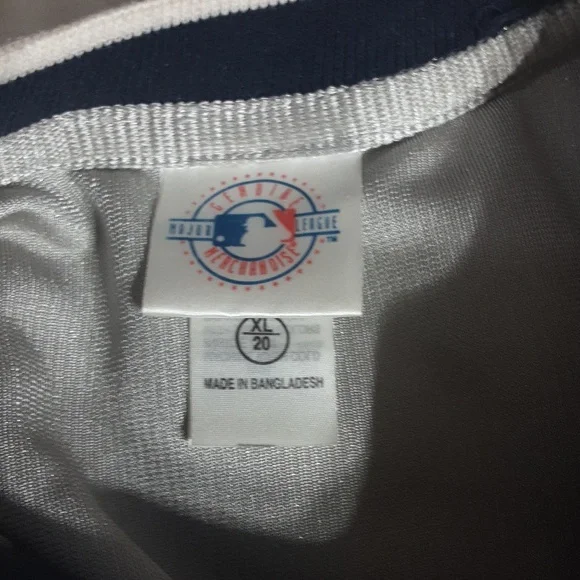 GENUINE
MAJOR LEAGUE
MERCHANDISE
TM
XL
20
MADE IN BANGLADESH